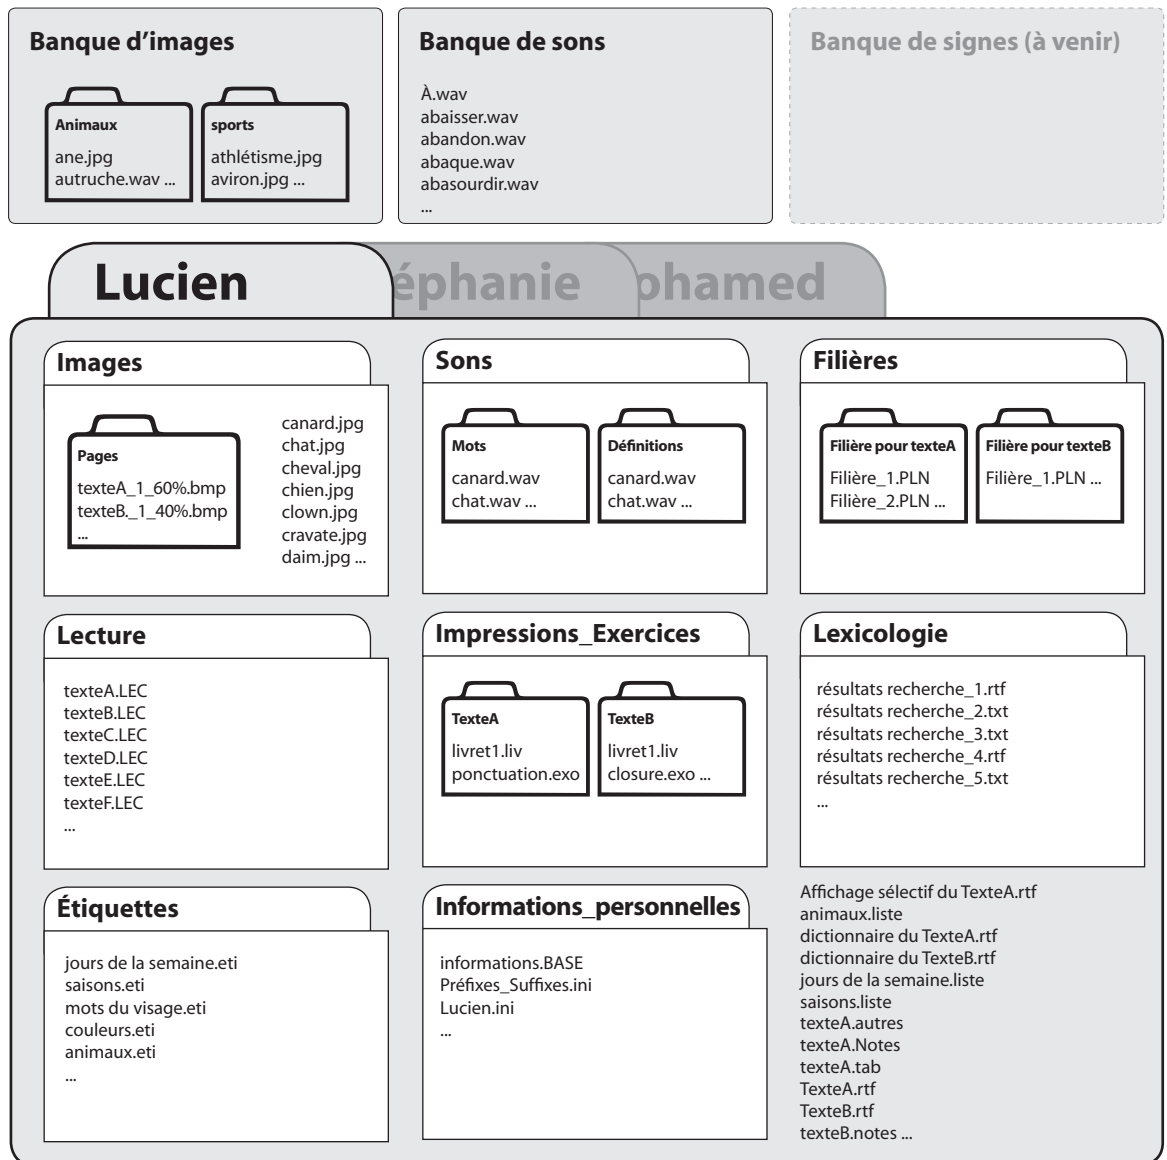 Banque d'images
Animaux
ane.jpg
autruche.wav ...
sports
athlétisme.jpg
aviron.jpg ...
Banque de sons
À.wav
abaisser.wav
abandon.wav
abaque.wav
abasourdir.wav
...
Banque de signes (à venir)
Lucien
éphanie
ohamed
Images
Pages
texteA_1_60%.bmp
texteB._1_40%.bmp
...
canard.jpg
chat.jpg
cheval.jpg
chien.jpg
clown.jpg
cravate.jpg
daim.jpg ...
Sons
Mots
canard.wav
chat.wav ...
Définitions
canard.wav
chat.wav ...
Filières
Filière pour texteA
Filière_1.PLN
Filière_2.PLN ...
Filière pour texteB
Filière_1.PLN ...
Lecture
texteA.LEC
texteB.LEC
texteC.LEC
texteD.LEC
texteE.LEC
texteF.LEC
...
Impressions_Exercices
TexteA
livret1.liv
ponctuation.exo
TexteB
livret1.liv
closure.exo ...
Lexicologie
résultats recherche_1.rtf
résultats recherche_2.txt
résultats recherche_3.txt
résultats recherche_4.rtf
résultats recherche_5.txt
...
Étiquettes
jours de la semaine.eti
saisons.eti
mots du visage.eti
couleurs.eti
animaux.eti
...
Informations_personnelles
informations.BASE
Préfixes_Suffixes.ini
Lucien.ini
...
Affichage sélectif du TexteA.rtf
animaux.liste
dictionnaire du TexteA.rtf
dictionnaire du TexteB.rtf
jours de la semaine.liste
saisons.liste
texteA.autres
texteA.Notes
texteA.tab
TexteA.rtf
TexteB.rtf
texteB.notes ...